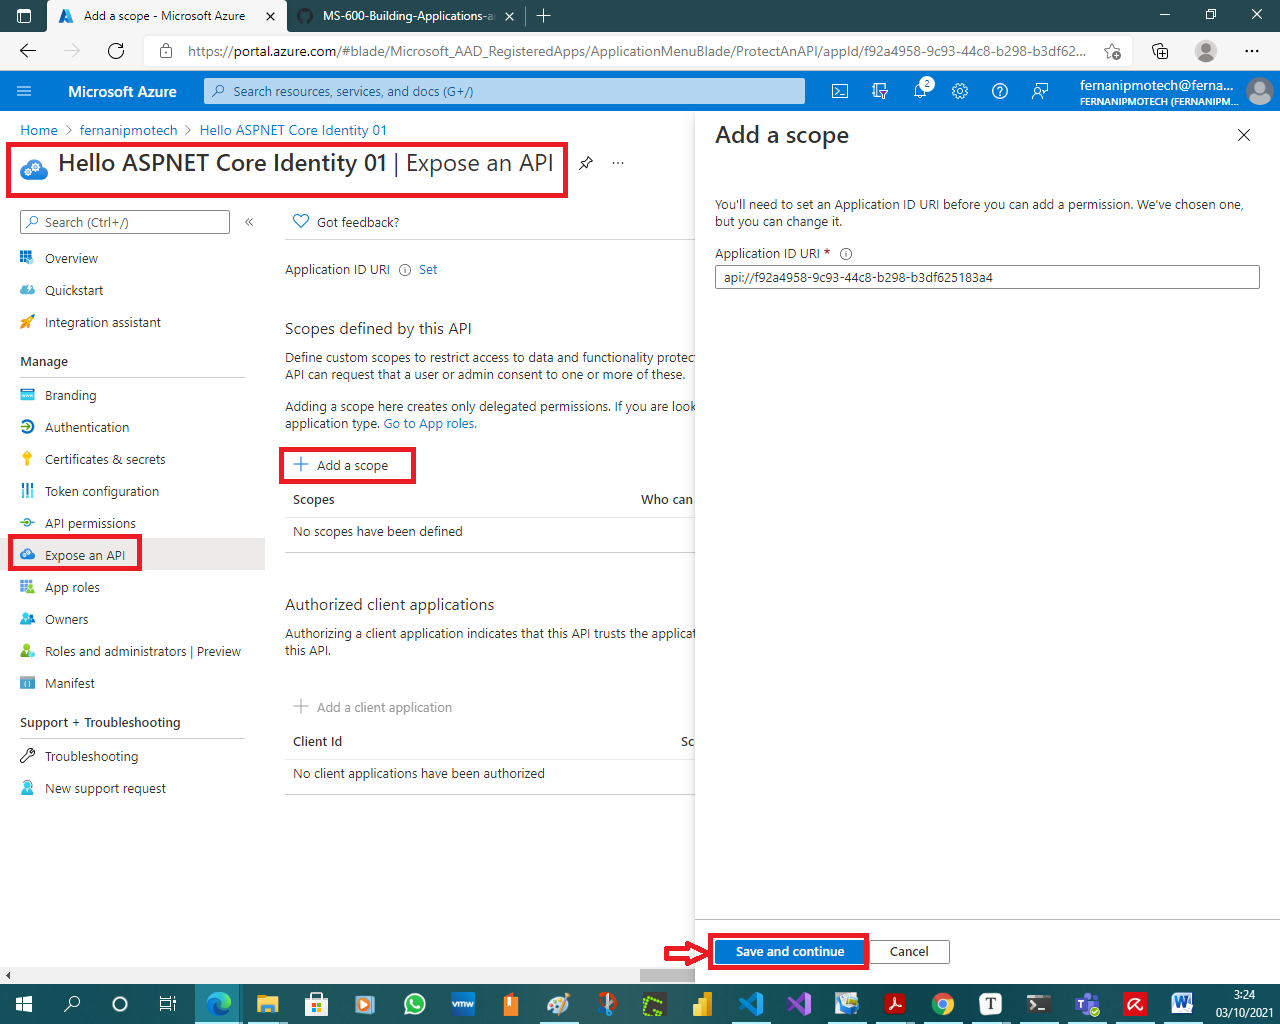 Add a scope - Microsoft Azure
MS-600-Building-Applications-a
https://portal.azure.com/#blade/Microsoft_AAD_RegisteredApps/ApplicationMenuBlade/ProtectAnAPI/appId/f92a4958-9c93-44c8-b298-b3df62...
Microsoft Azure
Search resources, services, and docs (G+/)
2
fernanipmotech@ferna...
FERNANIPMOTECH (FERNANIPM...
Home > fernanipmotech > Hello ASPNET Core Identity 01
Hello ASPNET Core Identity 01 | Expose an API
Search (Ctrl+/)
Overview
Quickstart
Integration assistant
Manage
Branding
Authentication
Certificates & secrets
Token configuration
API permissions
Expose an API
App roles
Owners
Roles and administrators | Preview
Manifest
Support + Troubleshooting
Troubleshooting
New support request
Got feedback?
Application ID URI Set
Scopes defined by this API
Define custom scopes to restrict access to data and functionality protec
API can request that a user or admin consent to one or more of these.
Adding a scope here creates only delegated permissions. If you are look
application type. Go to App roles.
Add a scope
Scopes Who can
No scopes have been defined
Authorized client applications
Authorizing a client application indicates that this API trusts the applicat
this API.
Add a client application
Client Id Sc
No client applications have been authorized
Add a scope
You'll need to set an Application ID URI before you can add a permission. We've chosen one,
but you can change it.
Application ID URI *
api://f92a4958-9c93-44c8-b298-b3df625183a4
Save and continue
Cancel
vmw
T
W
3:24
03/10/2021